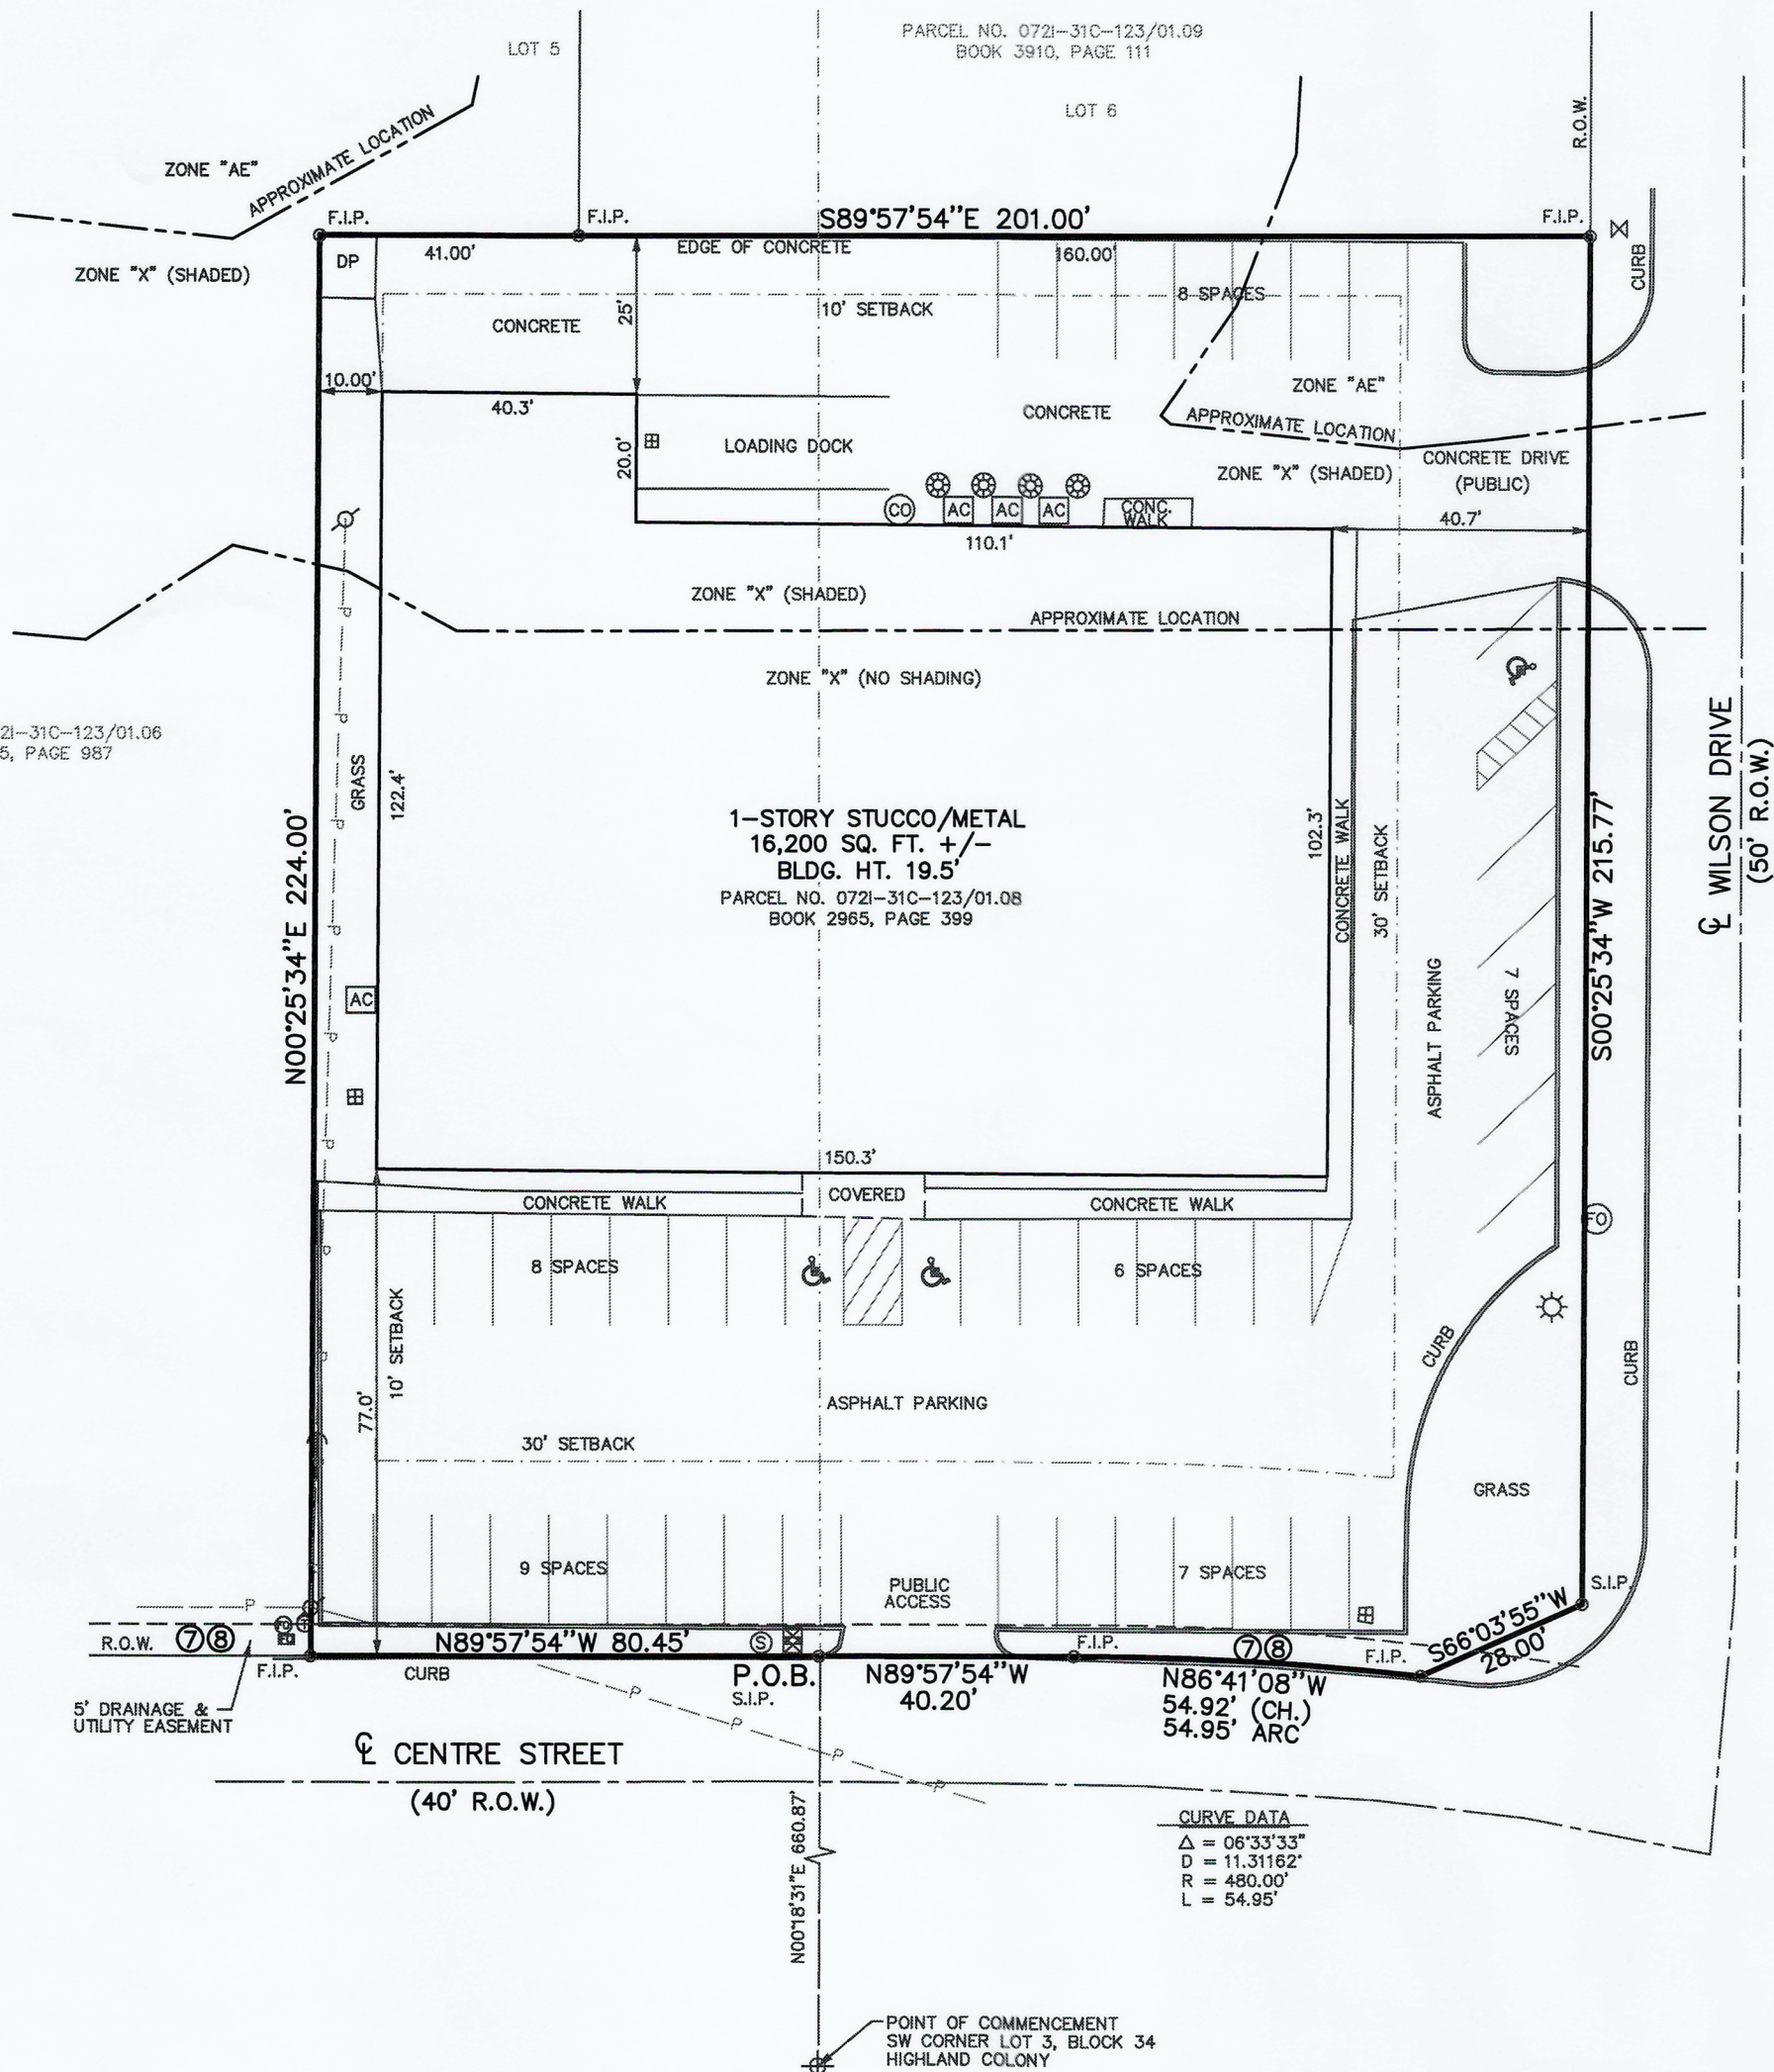 PARCEL NO. 072I-31C-123/01.09
BOOK 3910, PAGE 111
LOT 5
LOT 6
R.O.W.
ZONE "AE"
APPROXIMATE LOCATION
F.I.P.
F.I.P.
S89°57'54"E 201.00'
F.I.P.
ZONE "X" (SHADED)
DP
41.00'
EDGE OF CONCRETE
160.00'
CURB
8 SPACES
10' SETBACK
25'
CONCRETE
10.00'
40.3'
ZONE "AE"
CONCRETE
APPROXIMATE LOCATION
20.0'
LOADING DOCK
CONCRETE DRIVE
(PUBLIC)
ZONE "X" (SHADED)
CO
AC
AC
AC
CONC.
WALK
40.7'
110.1'
ZONE "X" (SHADED)
APPROXIMATE LOCATION
ZONE "X" (NO SHADING)
P
P
P
P
P
P
P
P
P
21-31C-123/01.06
5, PAGE 987
GRASS
122.4'
N00°25'34"E 224.00'
1-STORY STUCCO/METAL
16,200 SQ. FT. +/-
BLDG. HT. 19.5'
PARCEL NO. 072I-31C-123/01.08
BOOK 2965, PAGE 399
102.3'
CONCRETE WALK
30' SETBACK
ASPHALT PARKING
7 SPACES
S00°25'34"W 215.77'
℄ WILSON DRIVE
(50' R.O.W.)
AC
150.3'
CONCRETE WALK
COVERED
CONCRETE WALK
FO
8 SPACES
6 SPACES
10' SETBACK
77.0'
CURB
CURB
ASPHALT PARKING
30' SETBACK
GRASS
9 SPACES
PUBLIC
ACCESS
7 SPACES
S.I.P.
P
R.O.W.
7
8
FO
T
N89°57'54"W 80.45'
S
F.I.P.
7
8
F.I.P.
S66°03'55"W
28.00'
F.I.P.
CURB
P.O.B.
S.I.P.
N89°57'54"W
40.20'
N86°41'08"W
54.92' (CH.)
54.95' ARC
5' DRAINAGE &
UTILITY EASEMENT
P
P
P
P
℄ CENTRE STREET
(40' R.O.W.)
N00°18'31"E 660.87'
CURVE DATA
Δ = 06°33'33"
D = 11.31162°
R = 480.00'
L = 54.95'
POINT OF COMMENCEMENT
SW CORNER LOT 3, BLOCK 34
HIGHLAND COLONY